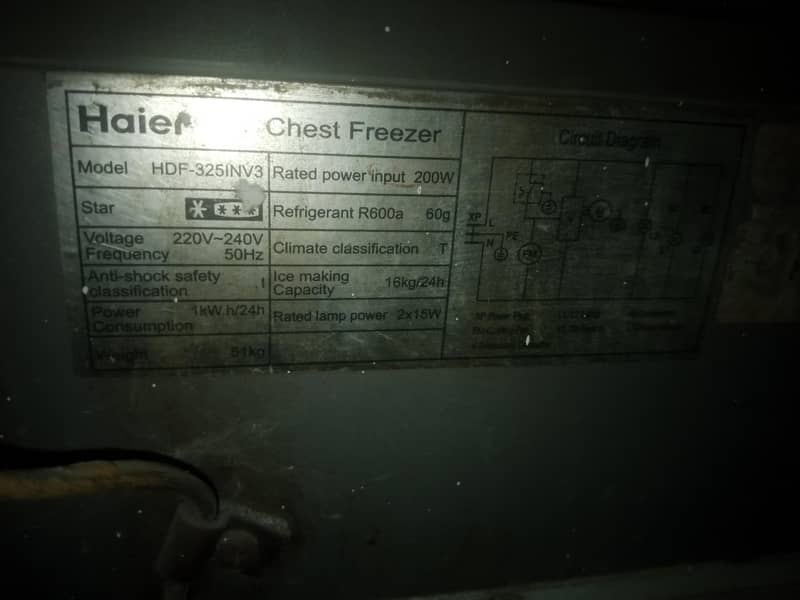 Haier
Chest Freezer
Circuit Diagram
Model HDF-325INV3
Rated power input 200W
Star
Refrigerant R600a 60g
Voltage 220V~240V
Frequency 50Hz
Climate classification T
Anti-shock safety
classification I
Ice making
Capacity 16kg/24h
Power
Consumption 1kW.h/24h
Rated lamp power 2x15W
Weight 51kg
XP
L
N
PE